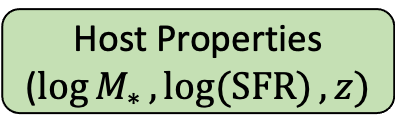 Host Properties
(log M∗ , log(SFR) , z)